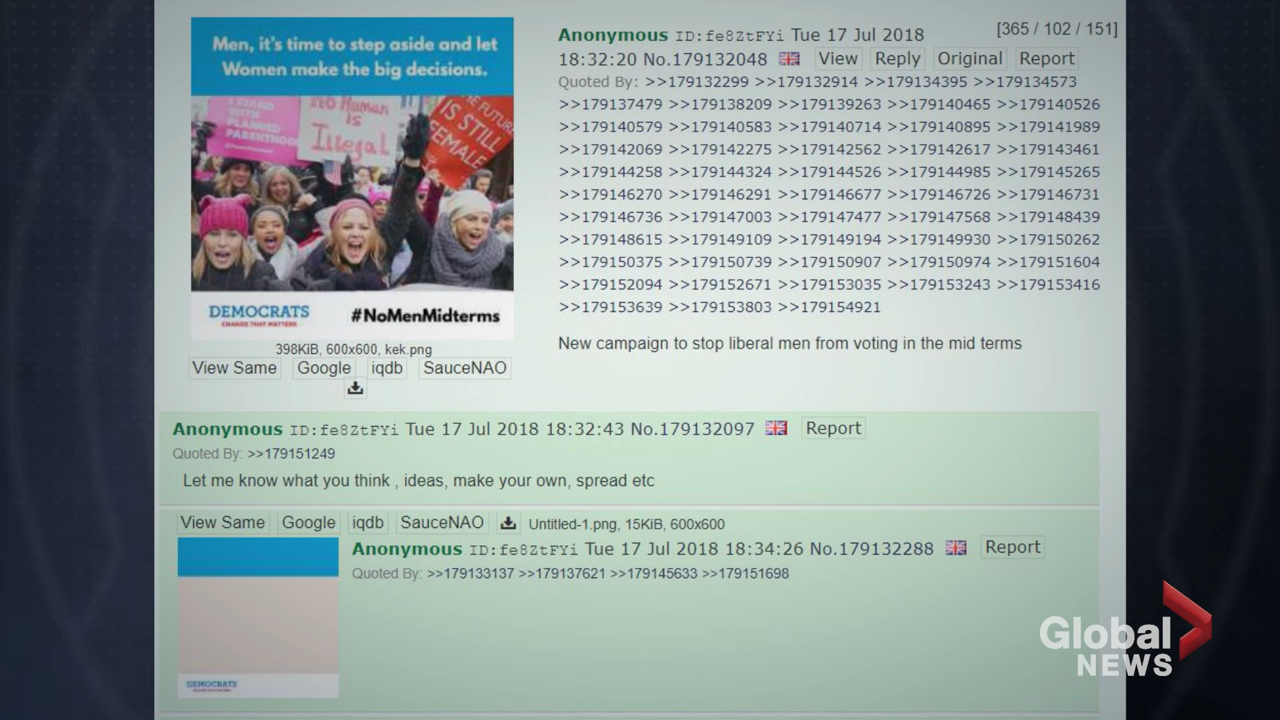 Men, it's time to step aside and let
Women make the big decisions.
I STAND
WITH
PLANNED
PARENTHOOD
No Human
is
Illegal
THE FUTURE
IS STILL
FEMALE
DEMOCRATS
CHANGE THAT MATTERS.
#NoMenMidterms
398KiB, 600x600, kek.png
View Same Google iqdb SauceNAO
[365 / 102 / 151]
Anonymous ID:fe8ZtFYi Tue 17 Jul 2018
18:32:20 No.179132048 View Reply Original Report
Quoted By: >>179132299 >>179132914 >>179134395 >>179134573
>>179137479 >>179138209 >>179139263 >>179140465 >>179140526
>>179140579 >>179140583 >>179140714 >>179140895 >>179141989
>>179142069 >>179142275 >>179142562 >>179142617 >>179143461
>>179144258 >>179144324 >>179144526 >>179144985 >>179145265
>>179146270 >>179146291 >>179146677 >>179146726 >>179146731
>>179146736 >>179147003 >>179147477 >>179147568 >>179148439
>>179148615 >>179149109 >>179149194 >>179149930 >>179150262
>>179150375 >>179150739 >>179150907 >>179150974 >>179151604
>>179152094 >>179152671 >>179153035 >>179153243 >>179153416
>>179153639 >>179153803 >>179154921
New campaign to stop liberal men from voting in the mid terms
Anonymous ID:fe8ZtFYi Tue 17 Jul 2018 18:32:43 No.179132097 Report
Quoted By: >>179151249
Let me know what you think , ideas, make your own, spread etc
View Same Google iqdb SauceNAO Untitled-1.png, 15KiB, 600x600
Anonymous ID:fe8ZtFYi Tue 17 Jul 2018 18:34:26 No.179132288 Report
Quoted By: >>179133137 >>179137621 >>179145633 >>179151698
DEMOCRATS
Global
NEWS